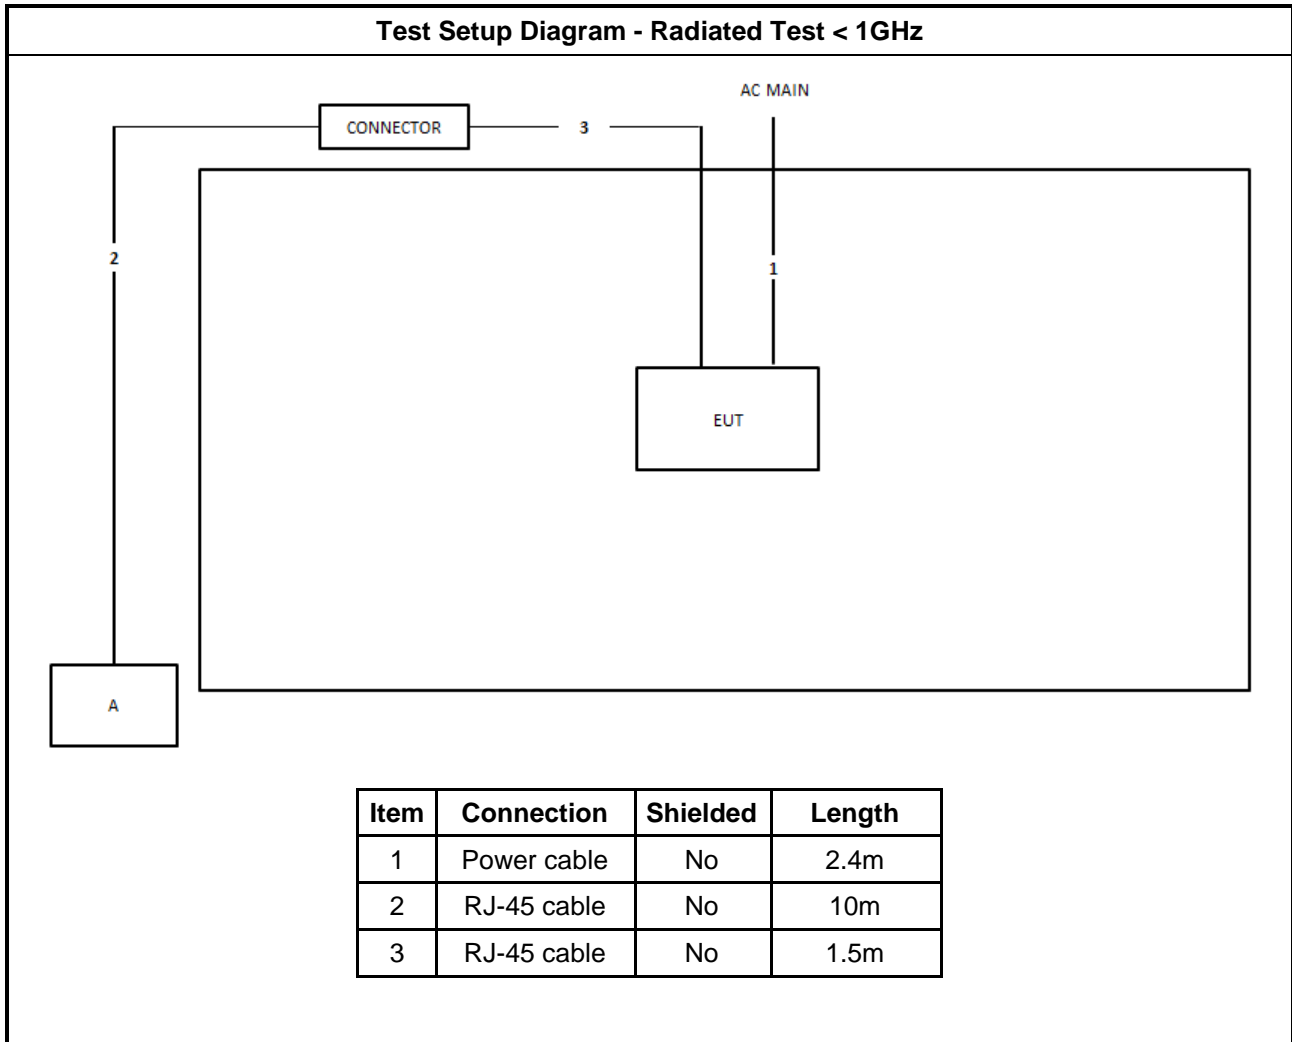 Test Setup Diagram - Radiated Test < 1GHz
AC MAIN
CONNECTOR
3
2
1
EUT
A
Item Connection Shielded Length
1 Power cable No 2.4m
2 RJ-45 cable No 10m
3 RJ-45 cable No 1.5m